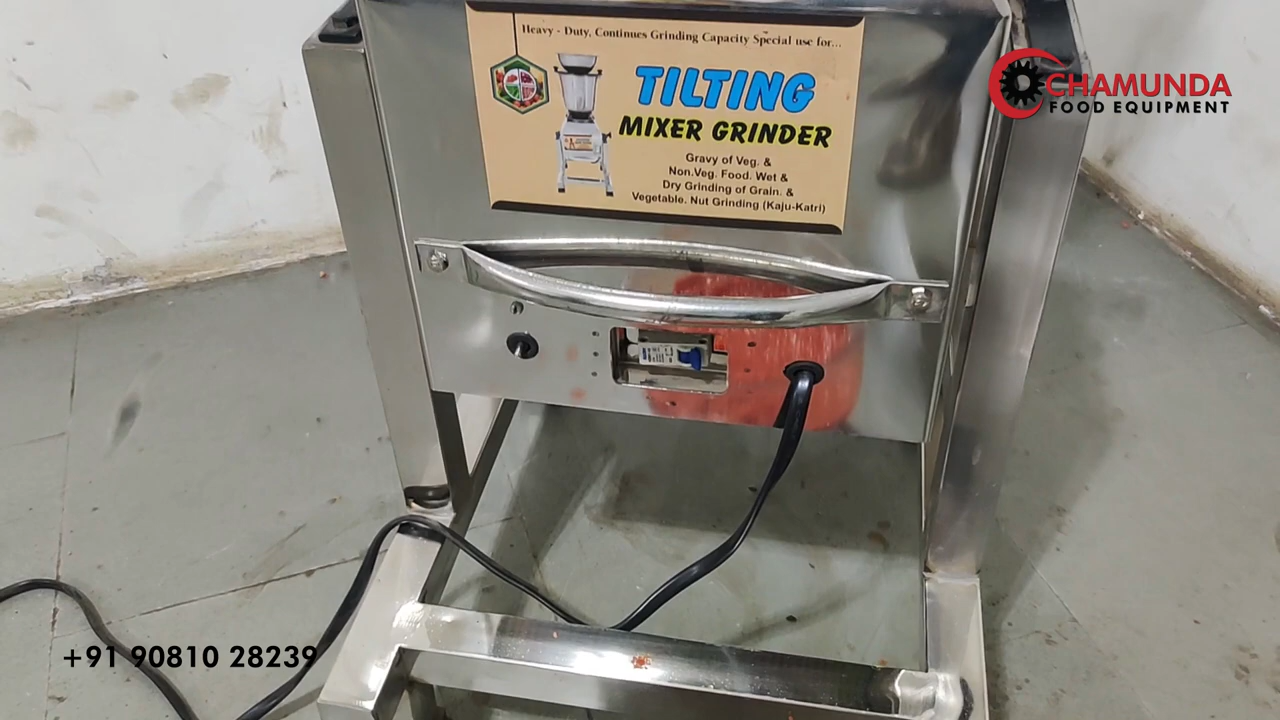 Heavy - Duty, Continues Grinding Capacity Special use for...
TILTING
MIXER GRINDER
Gravy of Veg. &
Non.Veg. Food. Wet &
Dry Grinding of Grain. &
Vegetable. Nut Grinding (Kaju-Katri)
CHAMUNDA
FOOD EQUIPMENT
+91 90810 28239